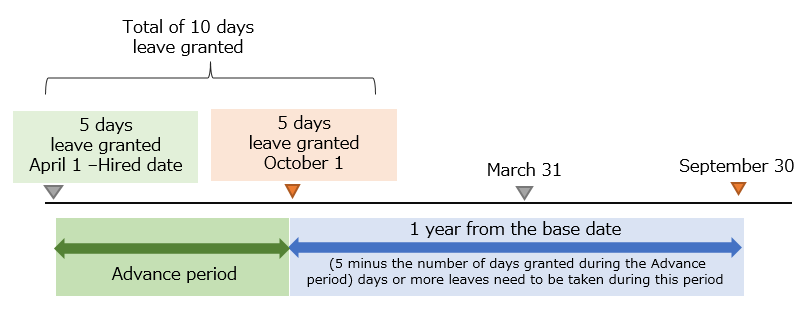 Total of 10 days
leave granted
5 days
leave granted
April 1 –Hired date
5 days
leave granted
October 1
March 31
September 30
Advance period
1 year from the base date
(5 minus the number of days granted during the Advance
period) days or more leaves need to be taken during this period